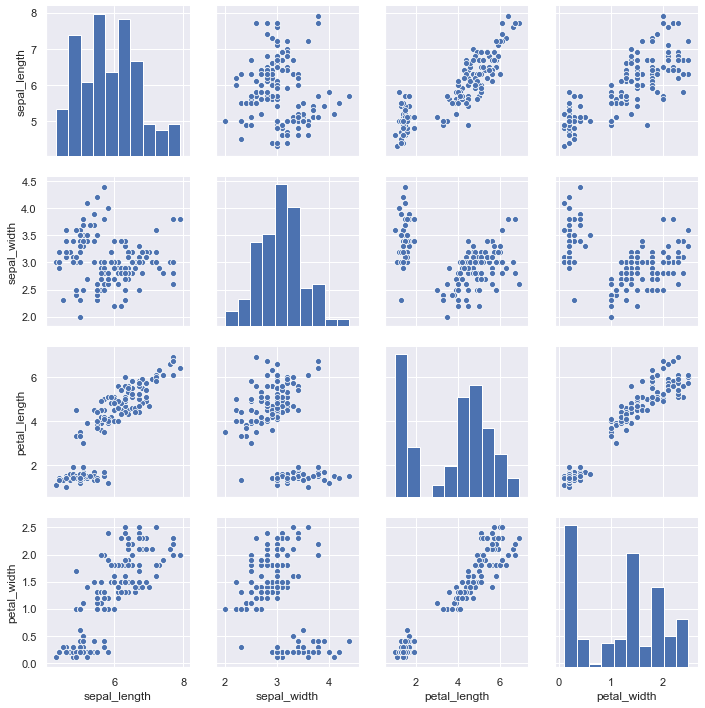 sepal_length
8
7
6
5
sepal_width
4.5
4.0
3.5
3.0
2.5
2.0
petal_length
6
4
2
petal_width
2.5
2.0
1.5
1.0
0.5
0.0
6 8
sepal_length
2 3 4
sepal_width
2 4 6
petal_length
0 1 2
petal_width